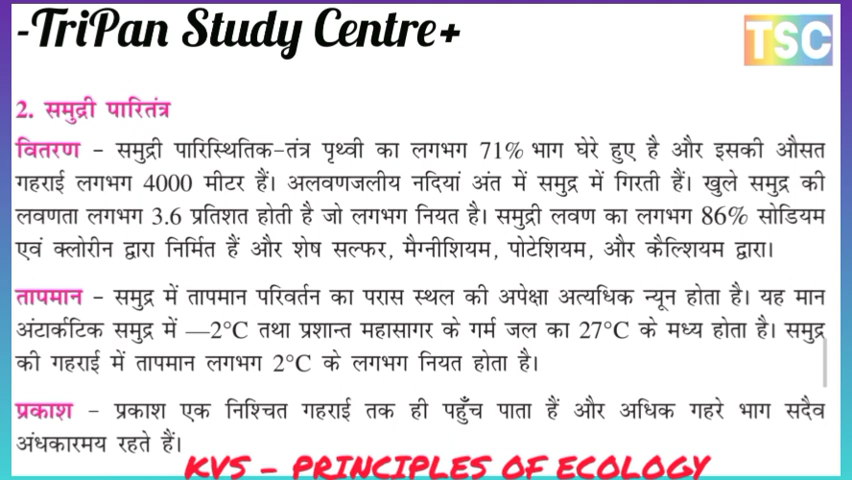 -TriPan Study Centre+
TSC
2. समुद्री पारितंत्र
वितरण – समुद्री पारिस्थितिक-तंत्र पृथ्वी का लगभग 71% भाग घेरे हुए है और इसकी औसत
गहराई लगभग 4000 मीटर हैं। अलवणजलीय नदियां अंत में समुद्र में गिरती हैं। खुले समुद्र की
लवणता लगभग 3.6 प्रतिशत होती है जो लगभग नियत है। समुद्री लवण का लगभग 86% सोडियम
एवं क्लोरीन द्वारा निर्मित हैं और शेष सल्फर, मैग्नीशियम, पोटेशियम, और कैल्शियम द्वारा।
तापमान – समुद्र में तापमान परिवर्तन का परास स्थल की अपेक्षा अत्यधिक न्यून होता है। यह मान
अंटार्कटिक समुद्र में —2°C तथा प्रशान्त महासागर के गर्म जल का 27°C के मध्य होता है। समुद्र
की गहराई में तापमान लगभग 2°C के लगभग नियत होता है।
प्रकाश – प्रकाश एक निश्चित गहराई तक ही पहुँच पाता हैं और अधिक गहरे भाग सदैव
अंधकारमय रहते हैं।
KVS - PRINCIPLES OF ECOLOGY